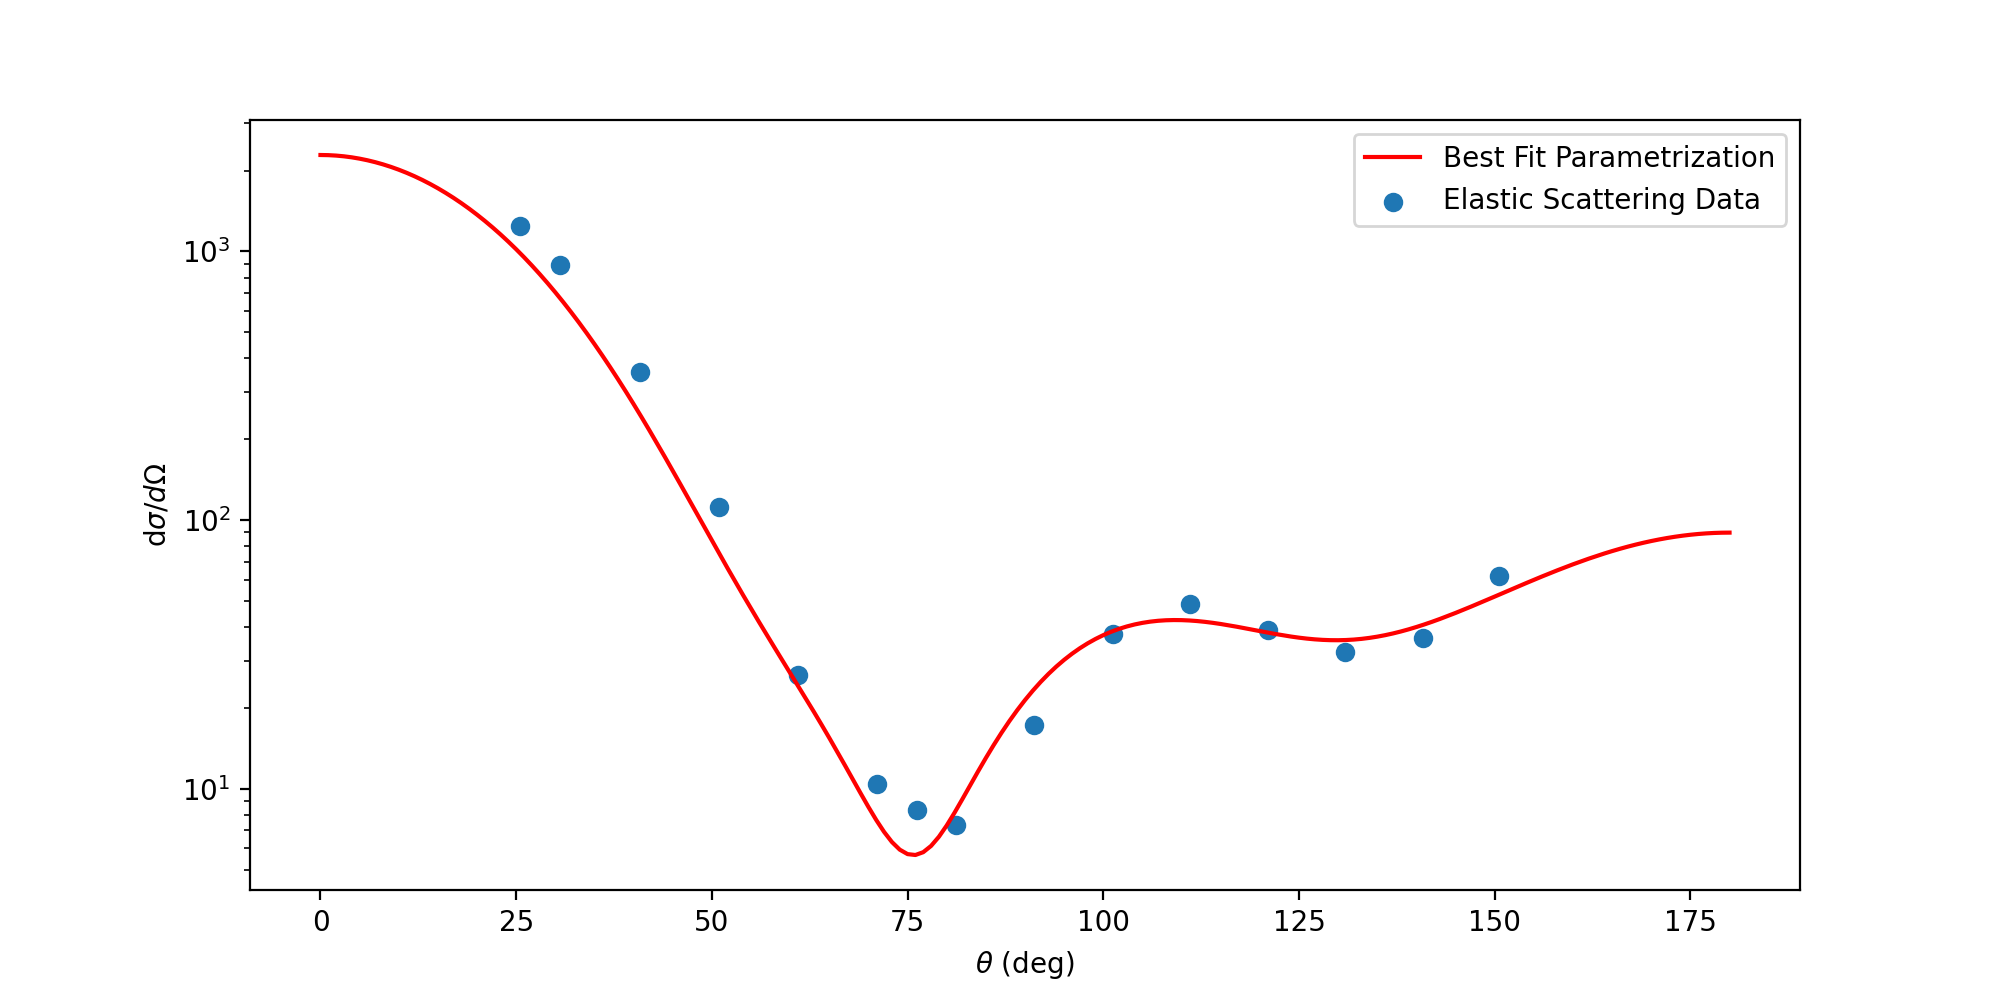 Best Fit Parametrization
Elastic Scattering Data
10³
10²
10¹
dσ/dΩ
0 25 50 75 100 125 150 175
θ (deg)